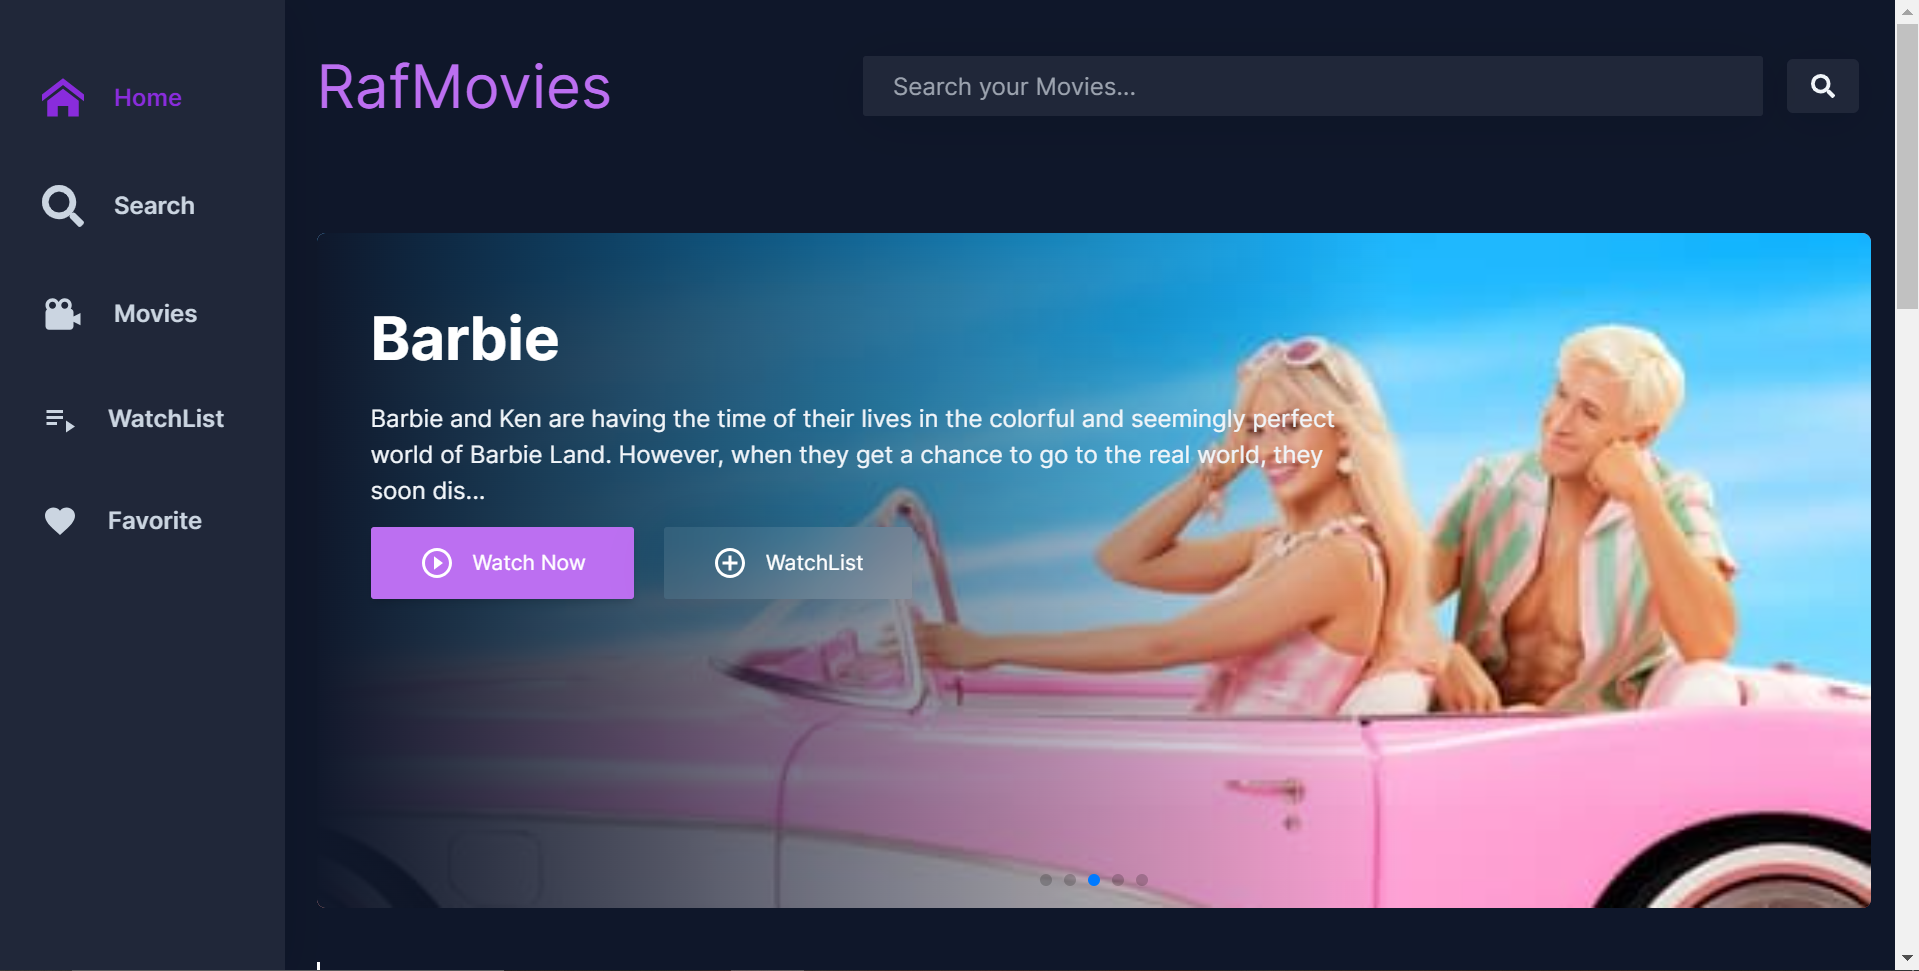 Home
Search
Movies
WatchList
Favorite
RafMovies
Search your Movies...
Barbie
Barbie and Ken are having the time of their lives in the colorful and seemingly perfect
world of Barbie Land. However, when they get a chance to go to the real world, they
soon dis...
Watch Now
WatchList